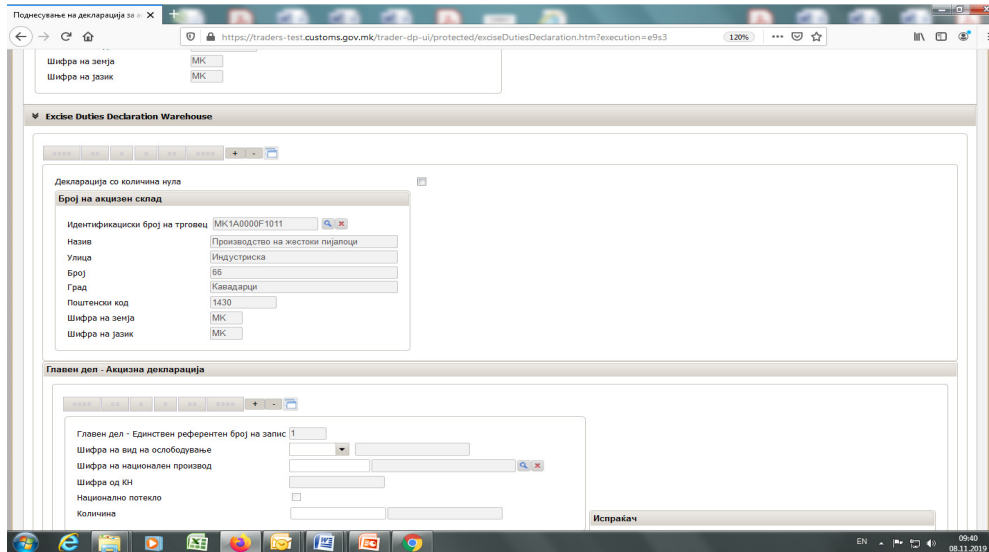 Поднесување на декларација за а
https://traders-test.customs.gov.mk/trader-dp-ui/protected/exciseDutiesDeclaration.htm?execution=e9s3
120%
Шифра на земја MK
Шифра на јазик MK
Excise Duties Declaration Warehouse
+ -
Декларација со количина нула
Број на акцизен склад
Идентификациски број на трговец MK1A0000F1011
Назив Производство на жестоки пијалоци
Улица Индустриска
Број 66
Град Кавадарци
Поштенски код 1430
Шифра на земја MK
Шифра на јазик MK
Главен дел - Акцизна декларација
+ -
Главен дел - Единствен референтен број на запис 1
Шифра на вид на ослободување
Шифра на национален производ
Шифра од КН
Национално потекло
Количина
Испраќач
EN
09:40
08.11.2019